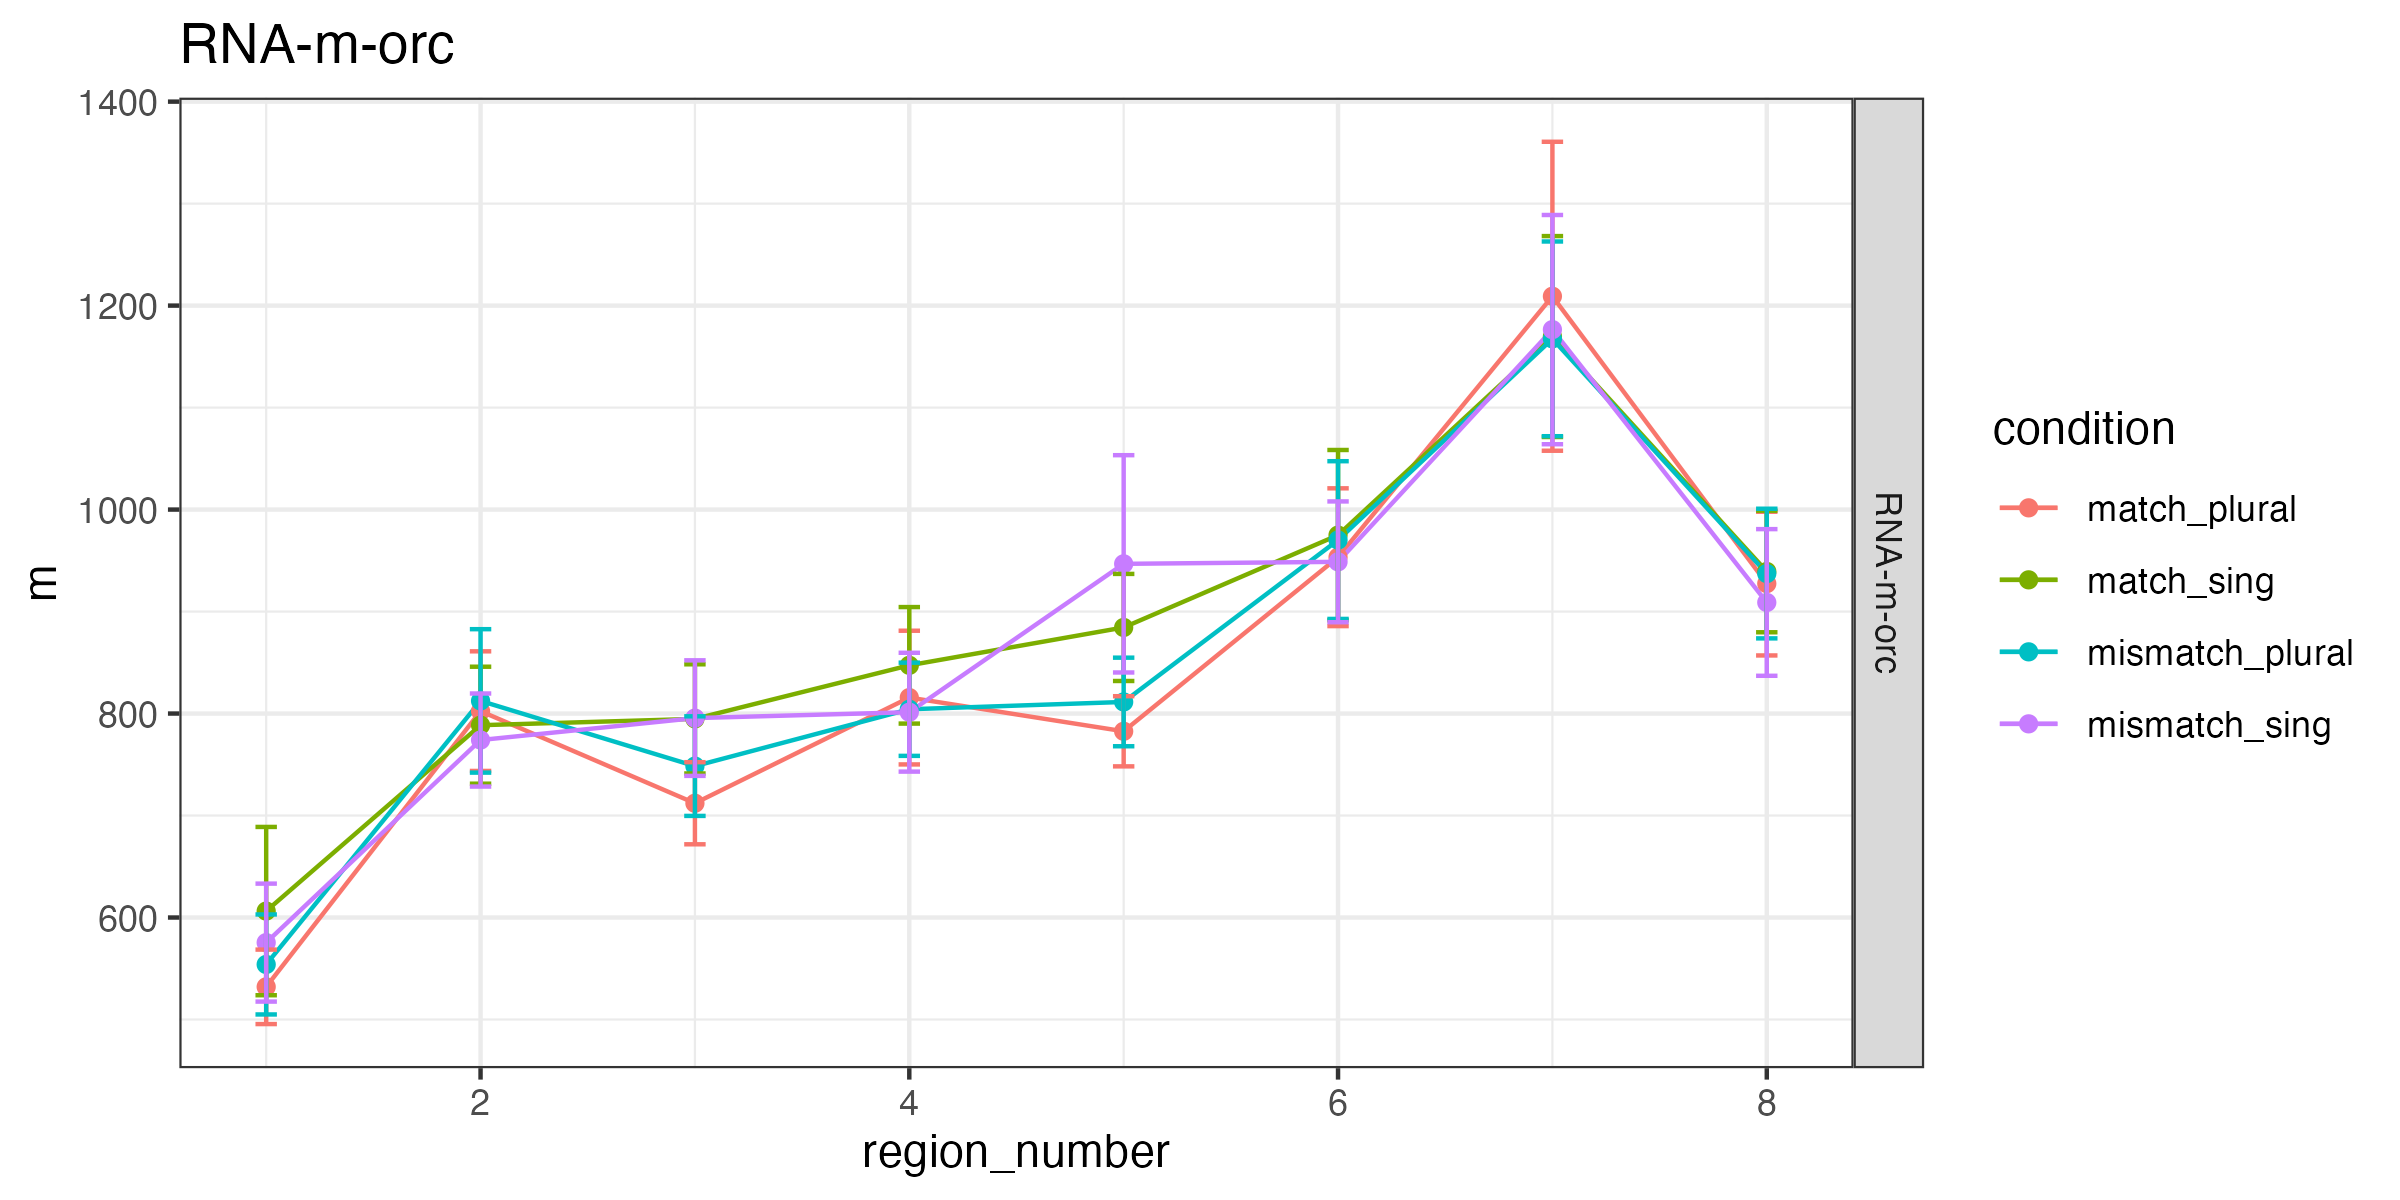 RNA-m-orc
1400
1200
1000
800
600
m
2
4
6
8
region_number
RNA-m-orc
condition
match_plural
match_sing
mismatch_plural
mismatch_sing